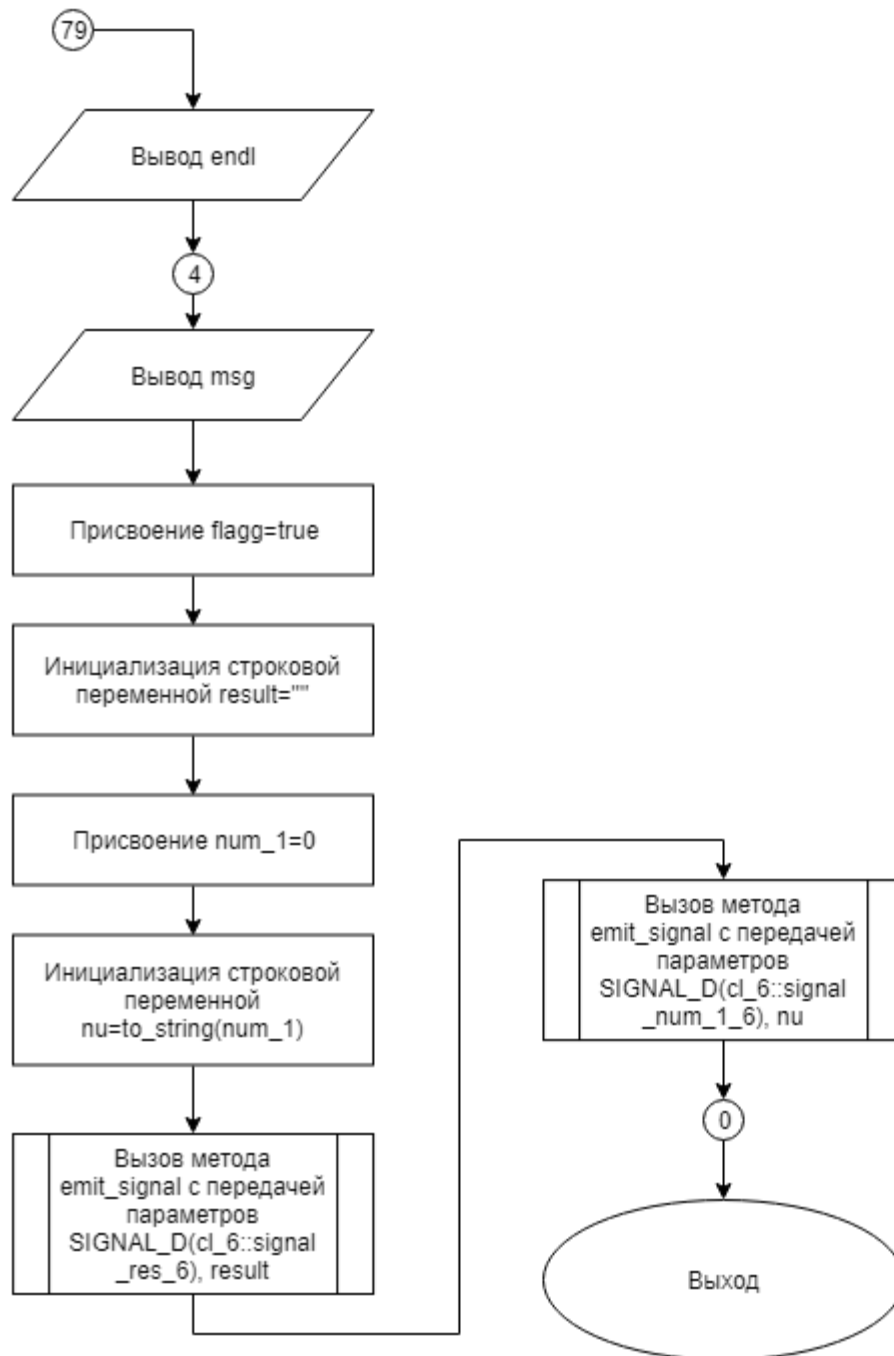 79
Вывод endl
4
Вывод msg
Присвоение flagg=true
Инициализация строковой
переменной result=""
Присвоение num_1=0
Инициализация строковой
переменной
nu=to_string(num_1)
Вызов метода
emit_signal с передачей
параметров
SIGNAL_D(cl_6::signal
_res_6), result
Вызов метода
emit_signal с передачей
параметров
SIGNAL_D(cl_6::signal
_num_1_6), nu
0
Выход